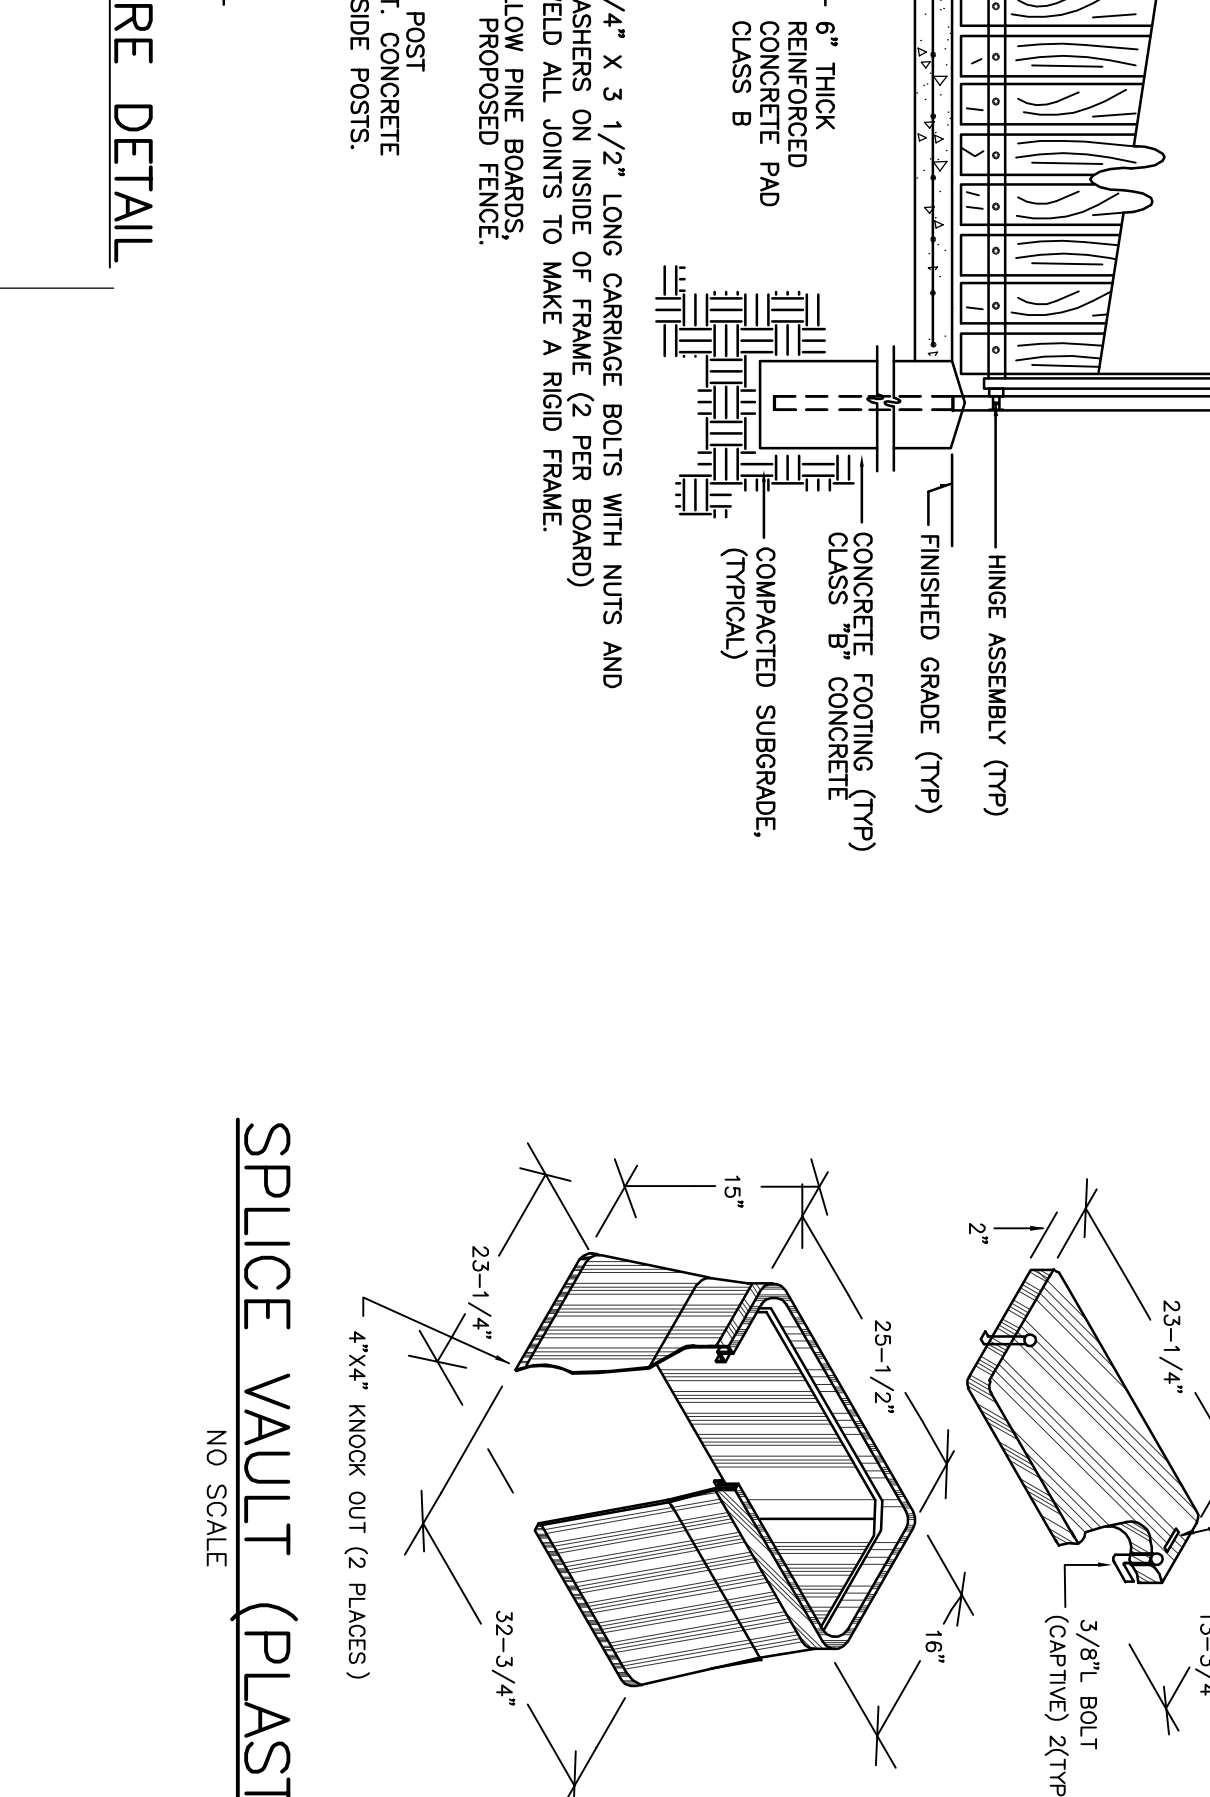 6" THICK
REINFORCED
CONCRETE PAD
CLASS B
HINGE ASSEMBLY (TYP)
FINISHED GRADE (TYP)
CONCRETE FOOTING (TYP)
CLASS "B" CONCRETE
COMPACTED SUBGRADE,
(TYPICAL)
/4" X 3 1/2" LONG CARRIAGE BOLTS WITH NUTS AND
ASHERS ON INSIDE OF FRAME (2 PER BOARD)
ELD ALL JOINTS TO MAKE A RIGID FRAME.
LOW PINE BOARDS,
PROPOSED FENCE.
POST
T. CONCRETE
SIDE POSTS.
RE DETAIL
23-1/4"
2"
13-3/4
3/8"L BOLT
(CAPTIVE) 2(TYP
25-1/2"
16"
15"
23-1/4"
32-3/4"
4"X4" KNOCK OUT (2 PLACES)
SPLICE VAULT (PLAST
NO SCALE